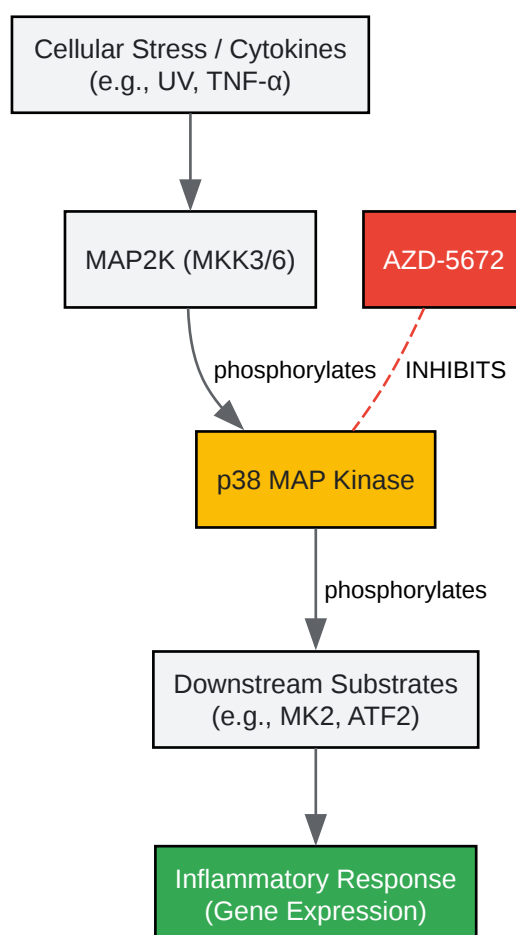 Cellular Stress / Cytokines
(e.g., UV, TNF-α)
MAP2K (MKK3/6)
AZD-5672
phosphorylates
INHIBITS
p38 MAP Kinase
phosphorylates
Downstream Substrates
(e.g., MK2, ATF2)
Inflammatory Response
(Gene Expression)